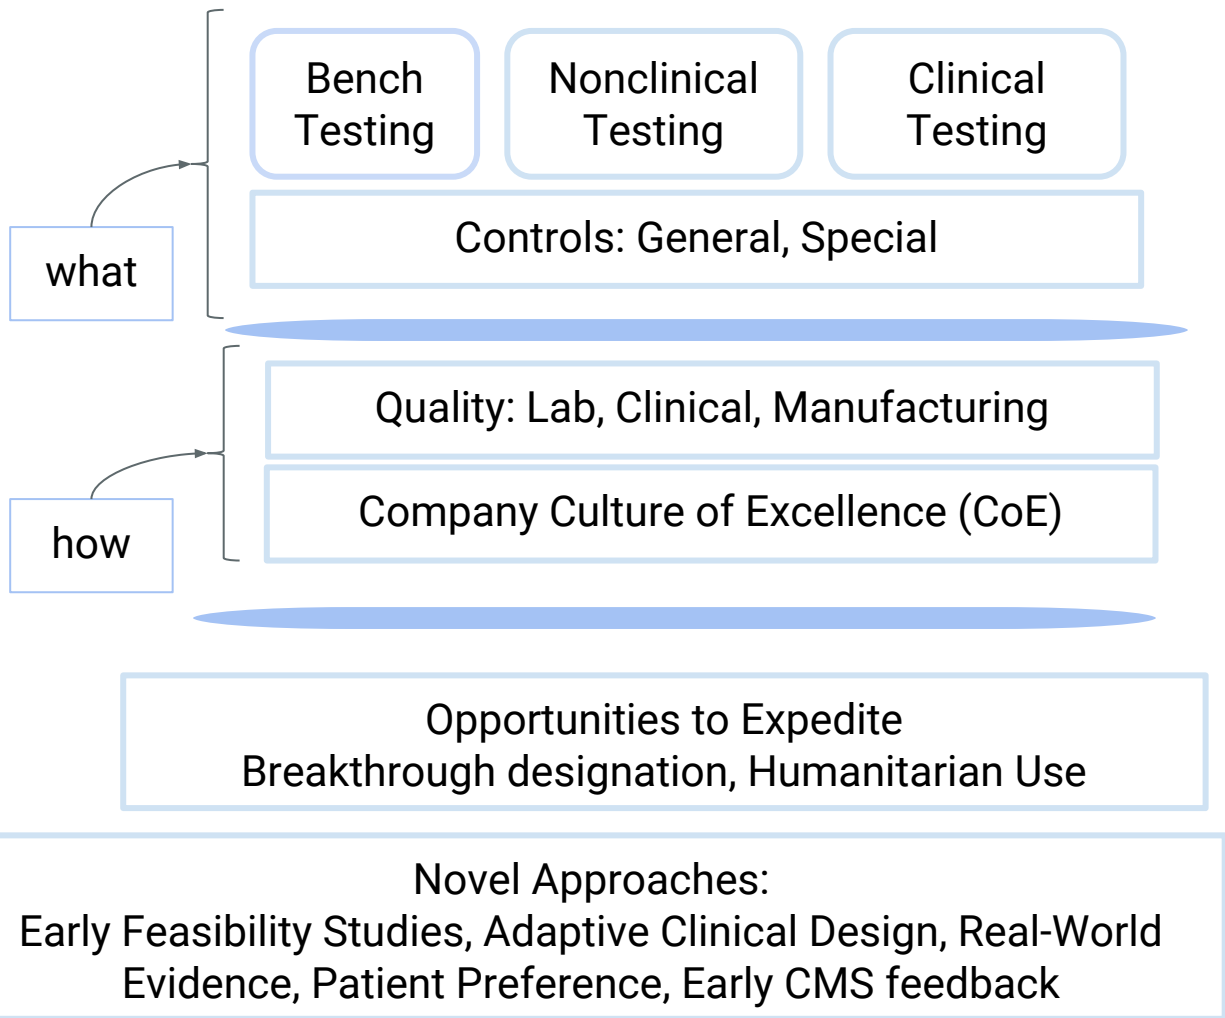 Bench
Testing
Nonclinical
Testing
Clinical
Testing
Controls: General, Special
what
Quality: Lab, Clinical, Manufacturing
Company Culture of Excellence (CoE)
how
Opportunities to Expedite
Breakthrough designation, Humanitarian Use
Novel Approaches:
Early Feasibility Studies, Adaptive Clinical Design, Real-World
Evidence, Patient Preference, Early CMS feedback